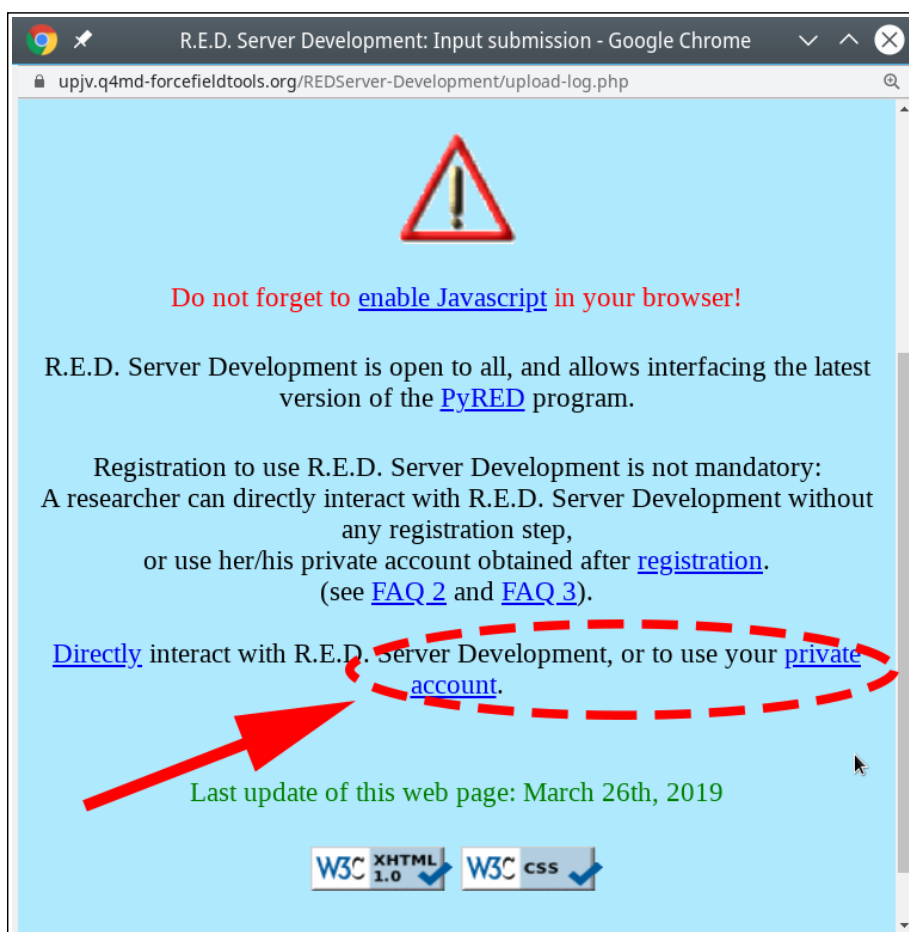 R.E.D. Server Development: Input submission - Google Chrome
upjv.q4md-forcefieldtools.org/REDServer-Development/upload-log.php
Do not forget to enable Javascript in your browser!
R.E.D. Server Development is open to all, and allows interfacing the latest
version of the PyRED program.
Registration to use R.E.D. Server Development is not mandatory:
A researcher can directly interact with R.E.D. Server Development without
any registration step,
or use her/his private account obtained after registration.
(see FAQ 2 and FAQ 3).
Directly interact with R.E.D. Server Development, or to use your private
account.
Last update of this web page: March 26th, 2019
W3C XHTML 1.0 W3C CSS